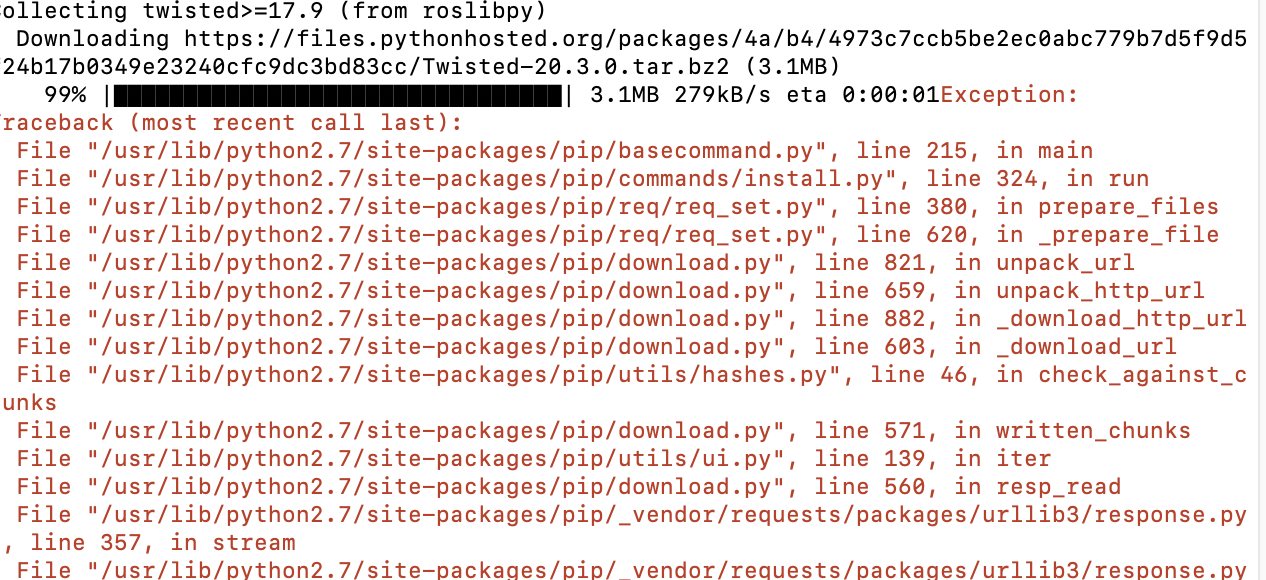 ollecting twisted>=17.9 (from roslibpy)
Downloading https://files.pythonhosted.org/packages/4a/b4/4973c7ccb5be2ec0abc779b7d5f9d5
24b17b0349e23240cfc9dc3bd83cc/Twisted-20.3.0.tar.bz2 (3.1MB)
99% |████████████████████████████████| 3.1MB 279kB/s eta 0:00:01Exception:
raceback (most recent call last):
File "/usr/lib/python2.7/site-packages/pip/basecommand.py", line 215, in main
File "/usr/lib/python2.7/site-packages/pip/commands/install.py", line 324, in run
File "/usr/lib/python2.7/site-packages/pip/req/req_set.py", line 380, in prepare_files
File "/usr/lib/python2.7/site-packages/pip/req/req_set.py", line 620, in _prepare_file
File "/usr/lib/python2.7/site-packages/pip/download.py", line 821, in unpack_url
File "/usr/lib/python2.7/site-packages/pip/download.py", line 659, in unpack_http_url
File "/usr/lib/python2.7/site-packages/pip/download.py", line 882, in _download_http_url
File "/usr/lib/python2.7/site-packages/pip/download.py", line 603, in _download_url
File "/usr/lib/python2.7/site-packages/pip/utils/hashes.py", line 46, in check_against_c
unks
File "/usr/lib/python2.7/site-packages/pip/download.py", line 571, in written_chunks
File "/usr/lib/python2.7/site-packages/pip/utils/ui.py", line 139, in iter
File "/usr/lib/python2.7/site-packages/pip/download.py", line 560, in resp_read
File "/usr/lib/python2.7/site-packages/pip/_vendor/requests/packages/urllib3/response.py
, line 357, in stream
File "/usr/lib/python2.7/site-packages/pip/_vendor/requests/packages/urllib3/response.py